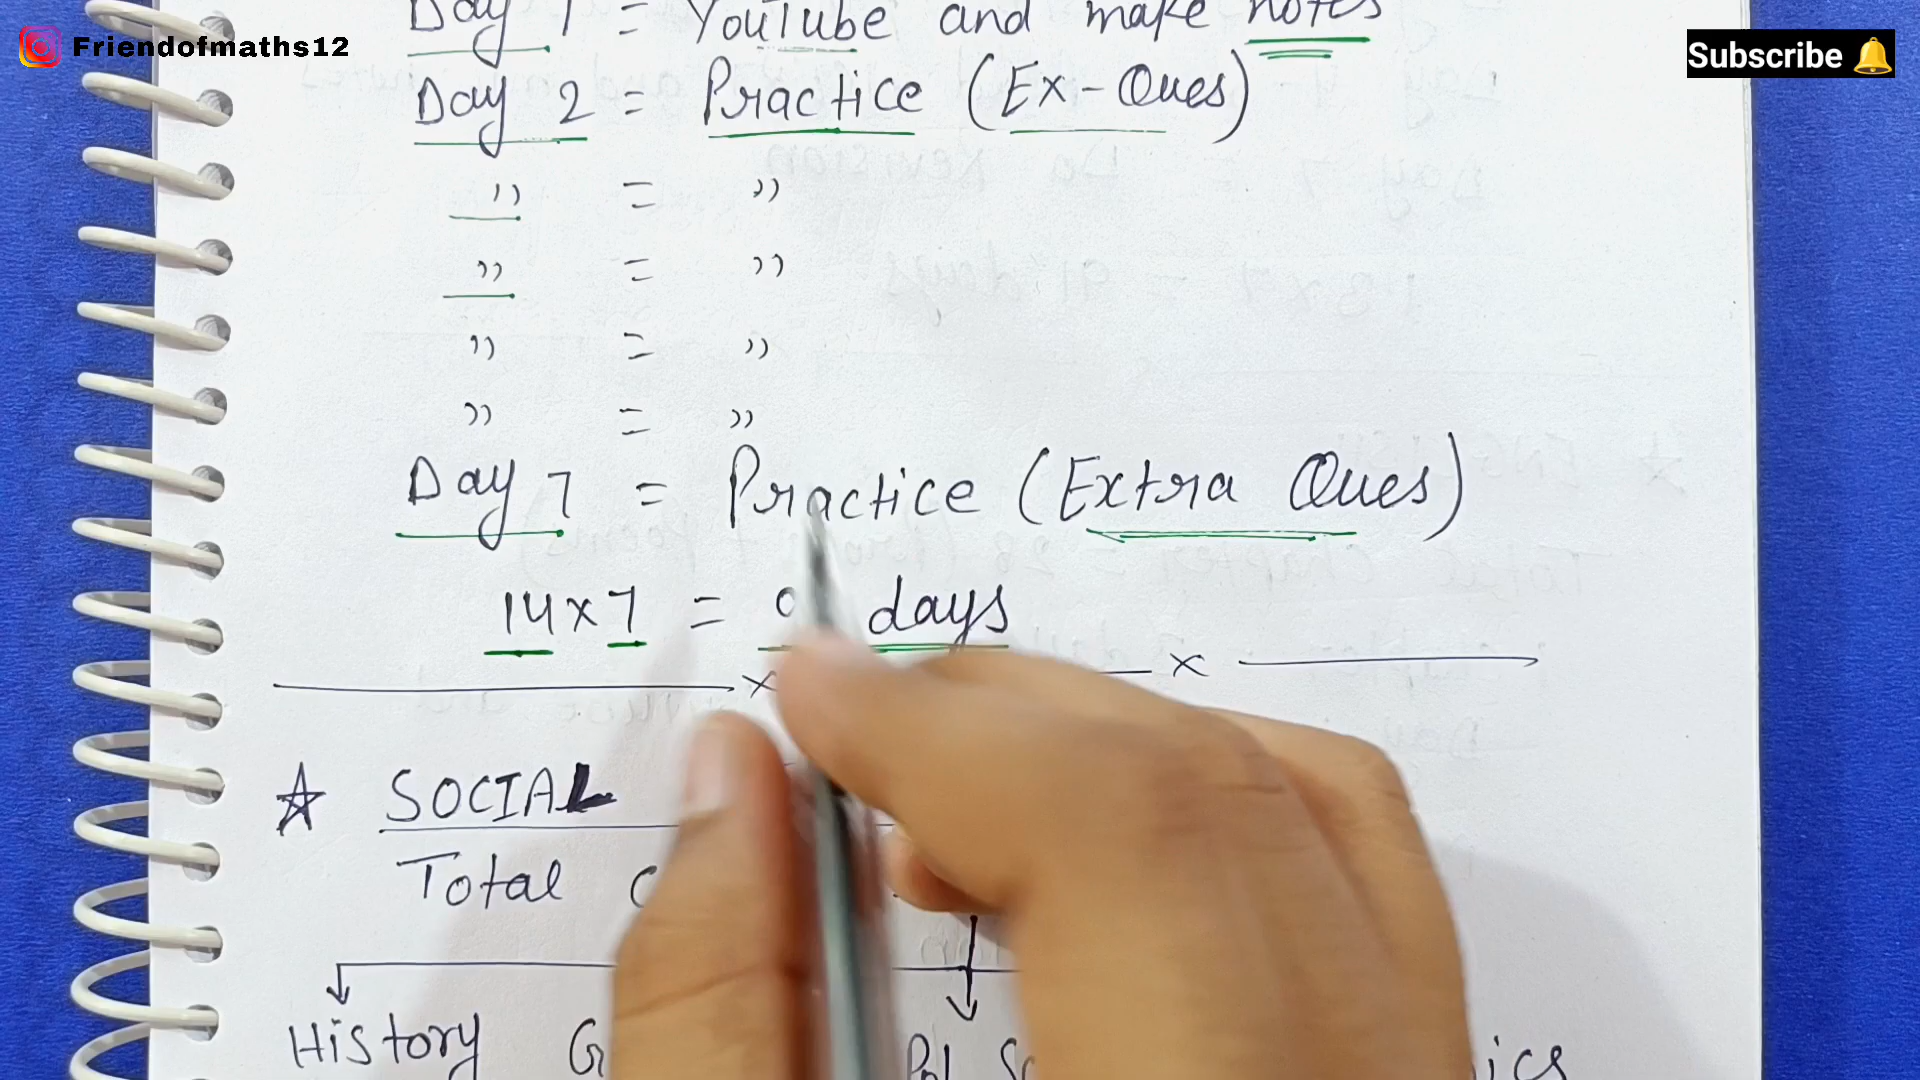 Friendofmaths12
Subscribe
Day 1 = YouTube and make notes
Day 2 = Practice (Ex-Ques)
" = "
" = "
" = "
" = "
Day 7 = Practice (Extra Ques)
14 x 7 = days
x x
SOCIAL
Total
History